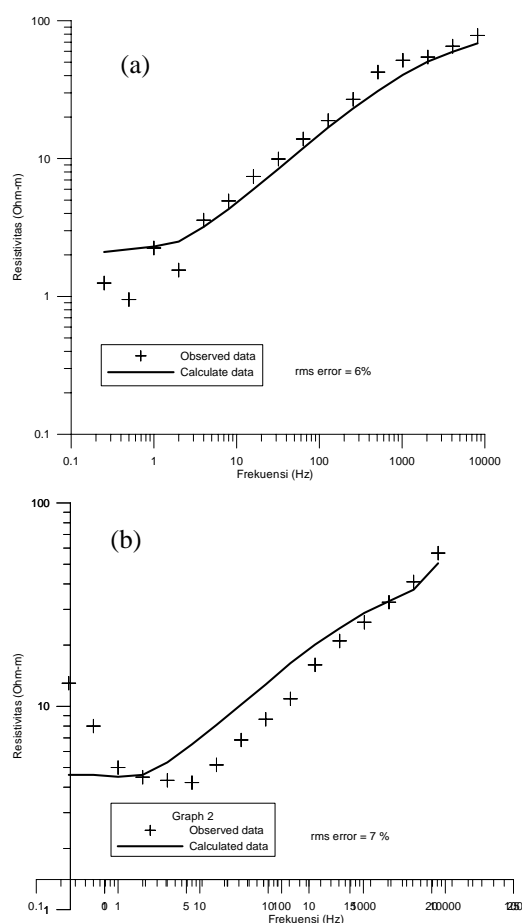 100
(a)
10
Resistivitas (Ohm-m)
1
Observed data
Calculate data
rms error = 6%
0.1
0.1 1 10 100 1000 10000
Frekuensi (Hz)
(b)
Resistivitas (Ohm-m)
10
Graph 2
Observed data
Calculated data
rms error = 7 %
1
0.1
Frekuensi (Hz)